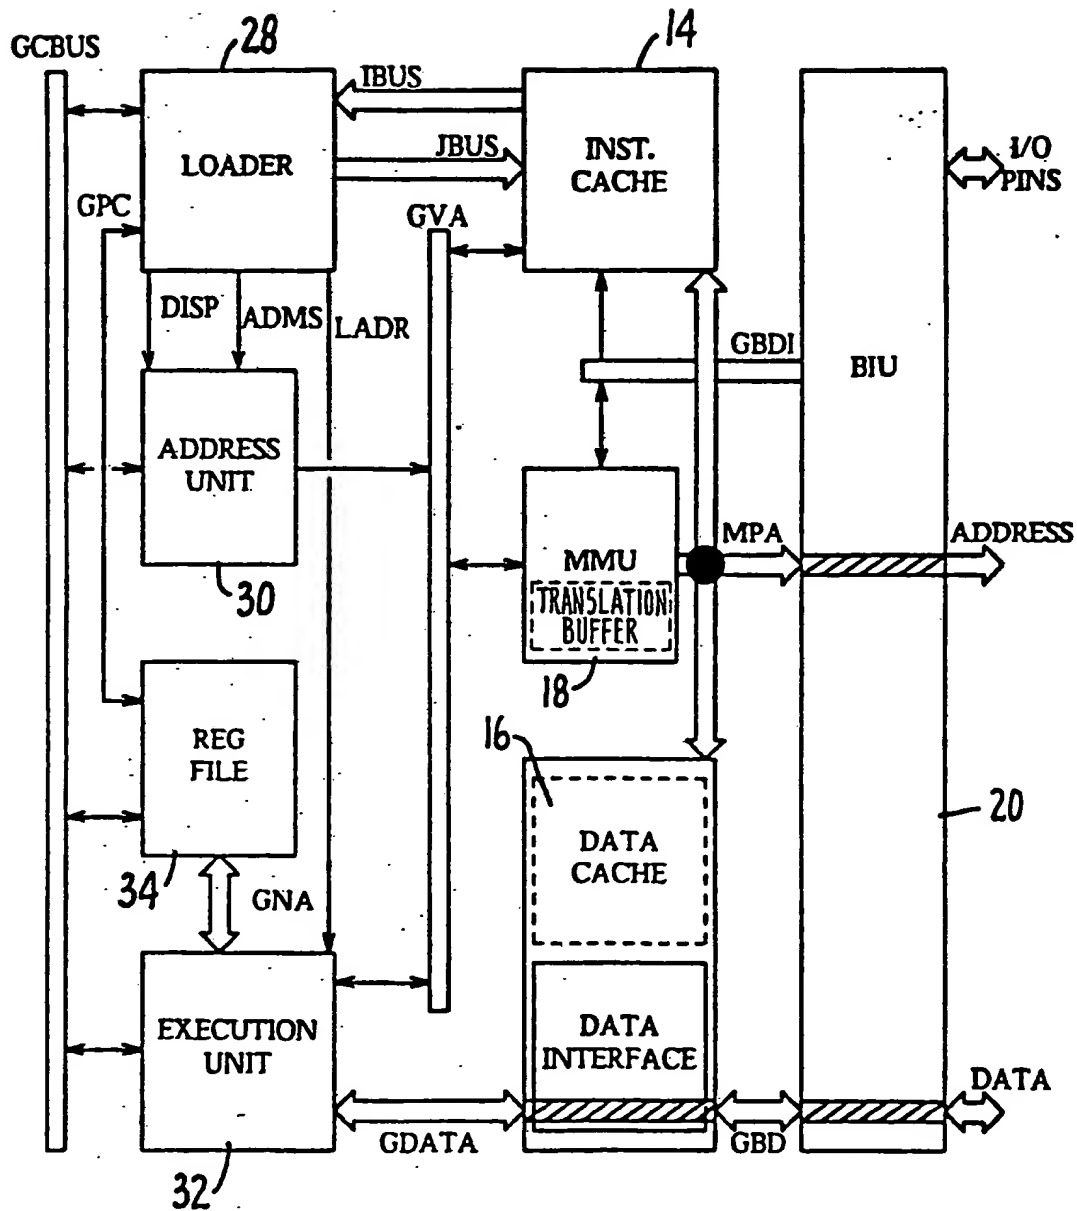 GCBUS
28
14
IBUS
LOADER
JBUS
INST.
CACHE
I/O
PINS
GPC
GVA
DISP
ADMS
LADR
GBDI
BIU
ADDRESS
UNIT
30
MPA
ADDRESS
MMU
TRANSLATION
BUFFER
18
REG
FILE
34
16
DATA
CACHE
20
GNA
EXECUTION
UNIT
32
DATA
INTERFACE
GDATA
GBD
DATA